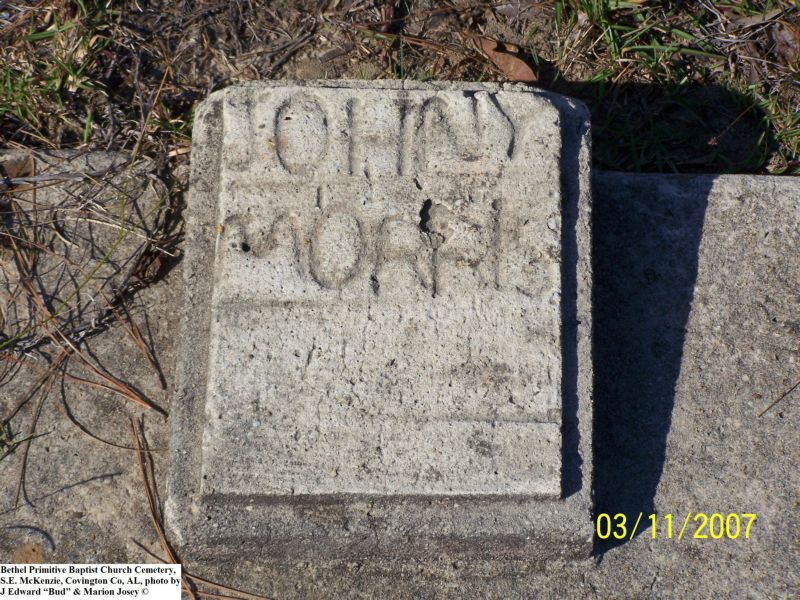 JOHNY
MORRIS
03/11/2007
Bethel Primitive Baptist Church Cemetery,
S.E. McKenzie, Covington Co, AL, photo by
J Edward “Bud” & Marion Josey ©